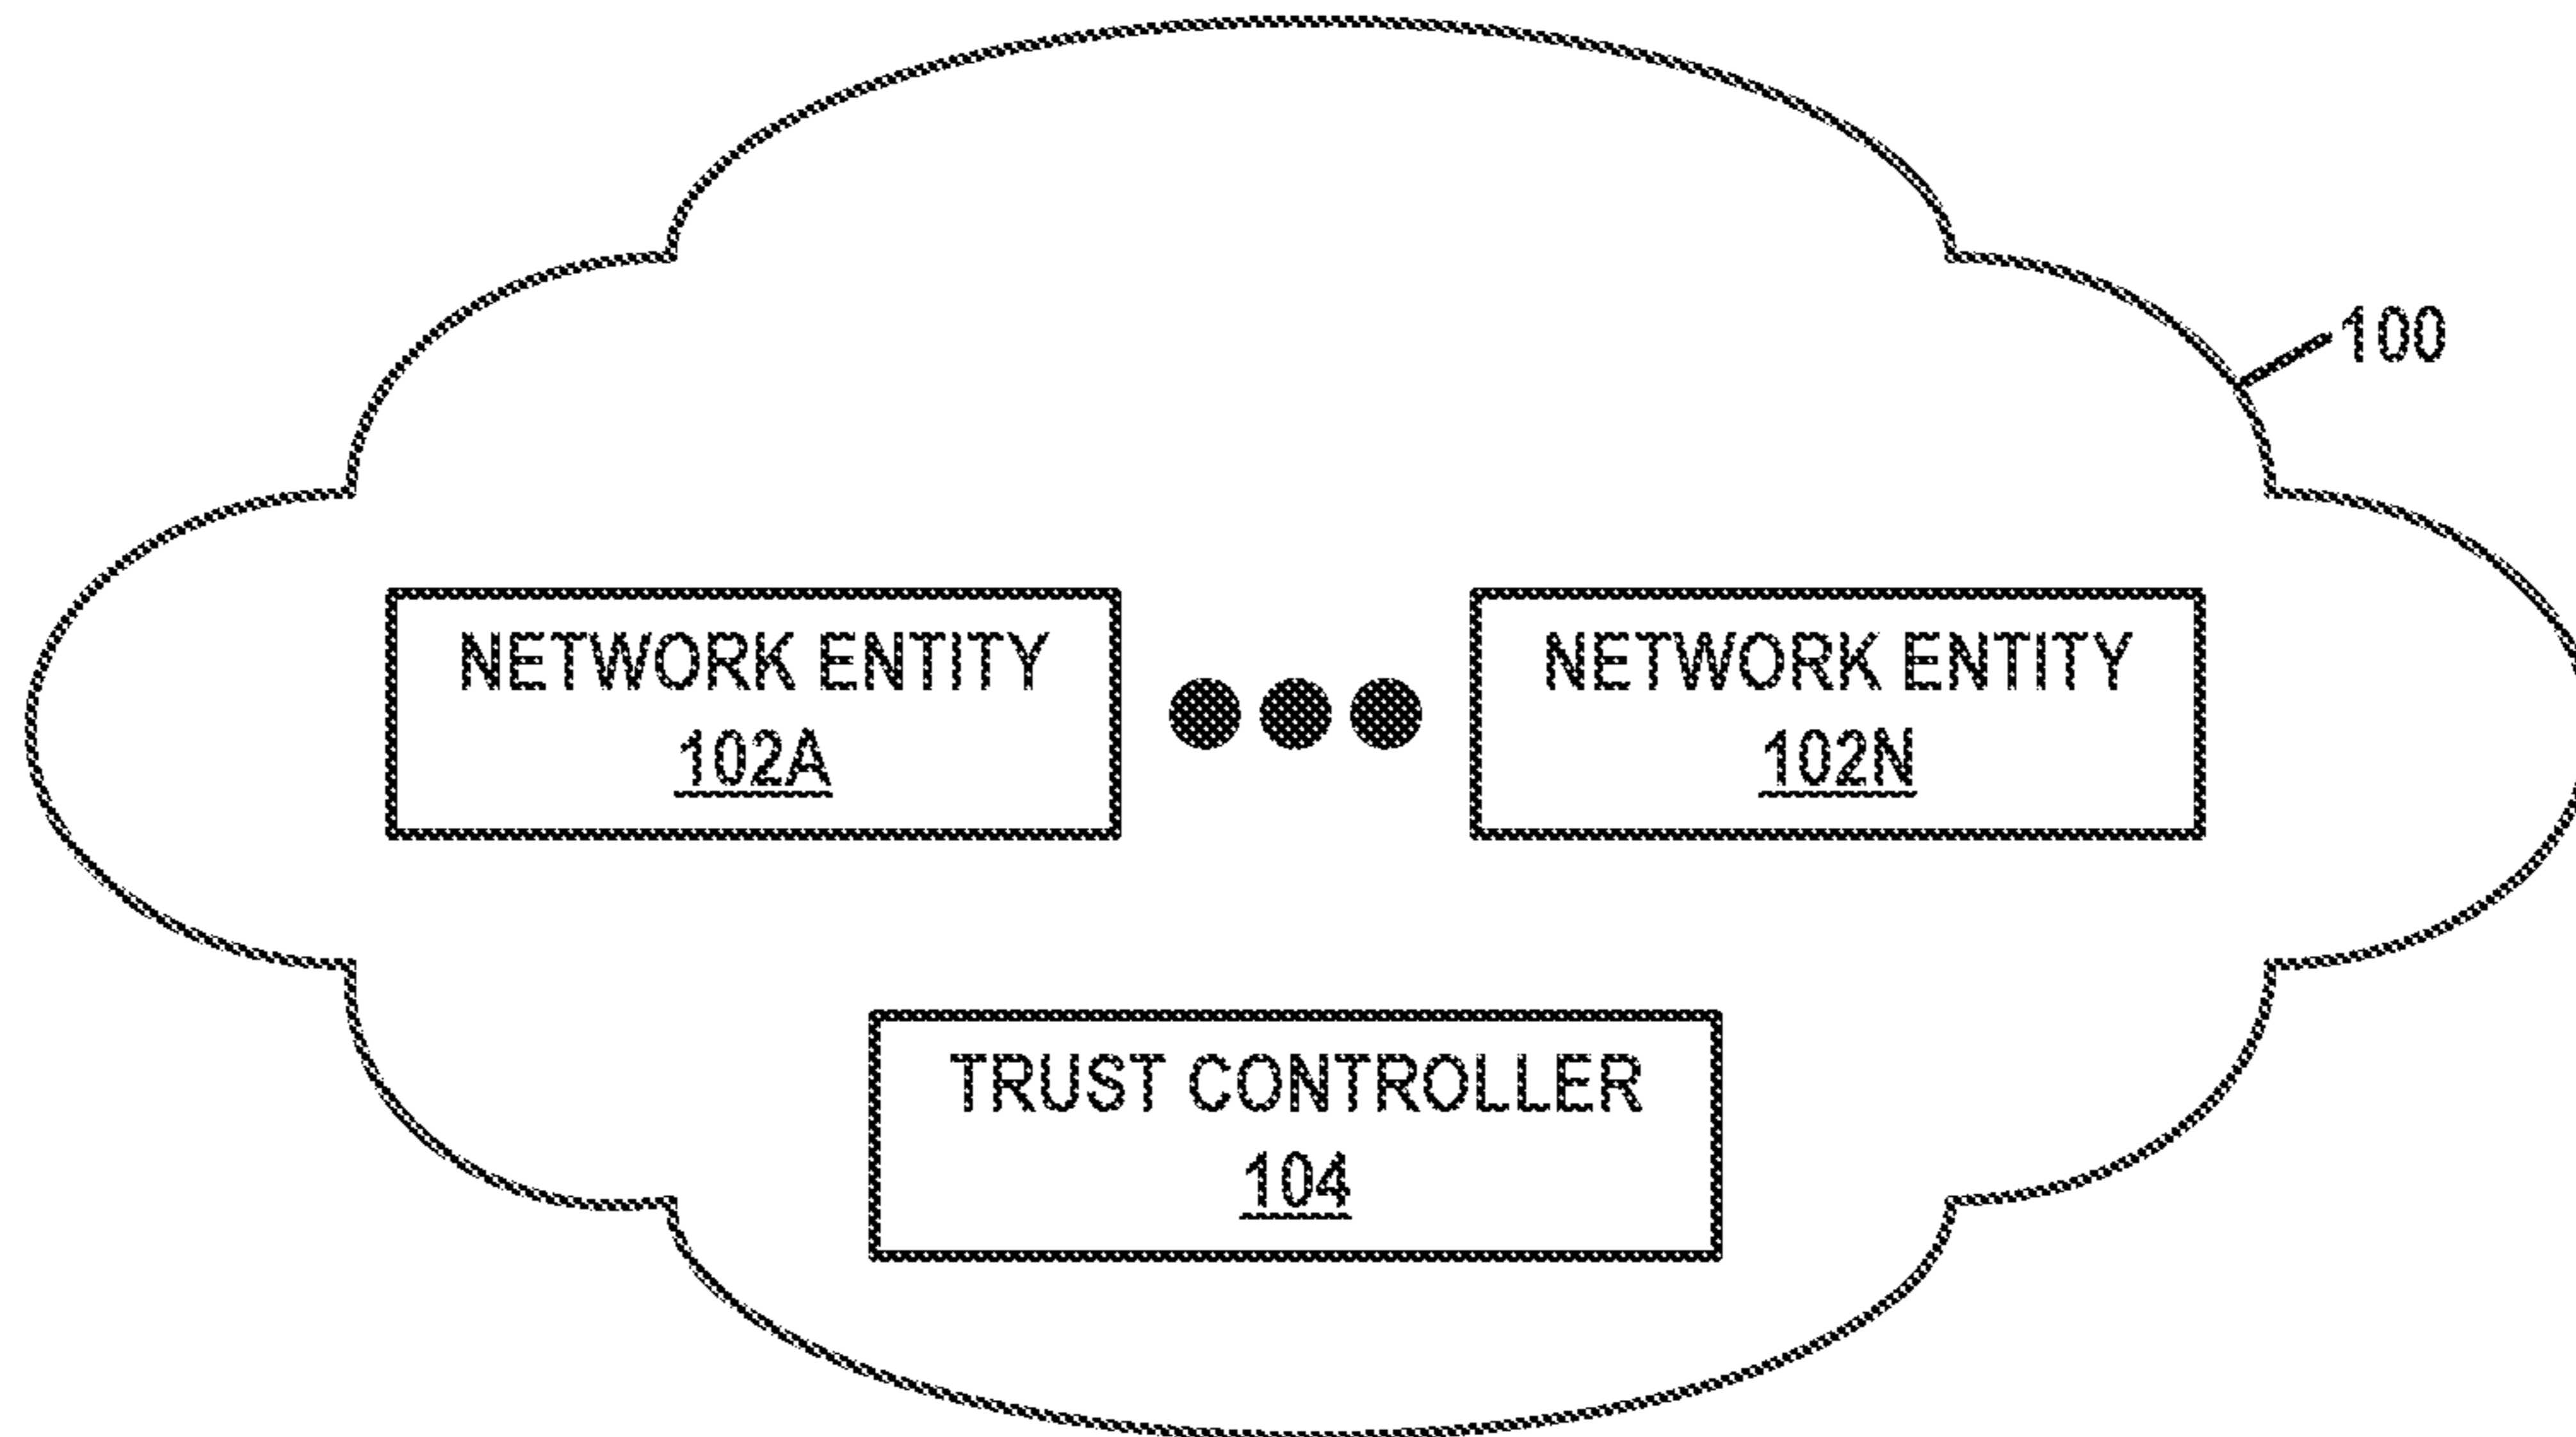 100
NETWORK ENTITY
102A
NETWORK ENTITY
102N
TRUST CONTROLLER
104